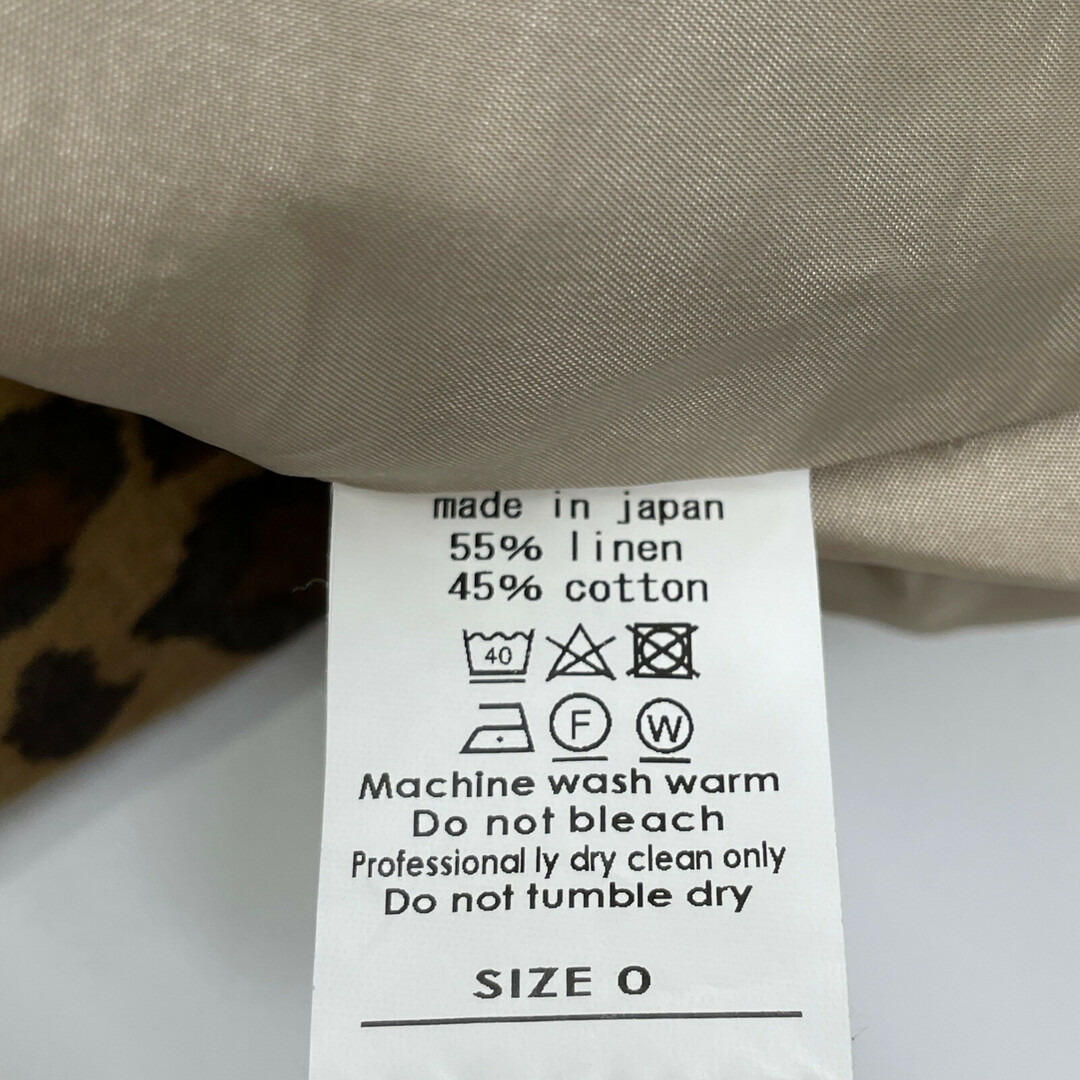 made in japan
55% linen
45% cotton
40
F W
Machine wash warm
Do not bleach
Professional ly dry clean only
Do not tumble dry
SIZE 0